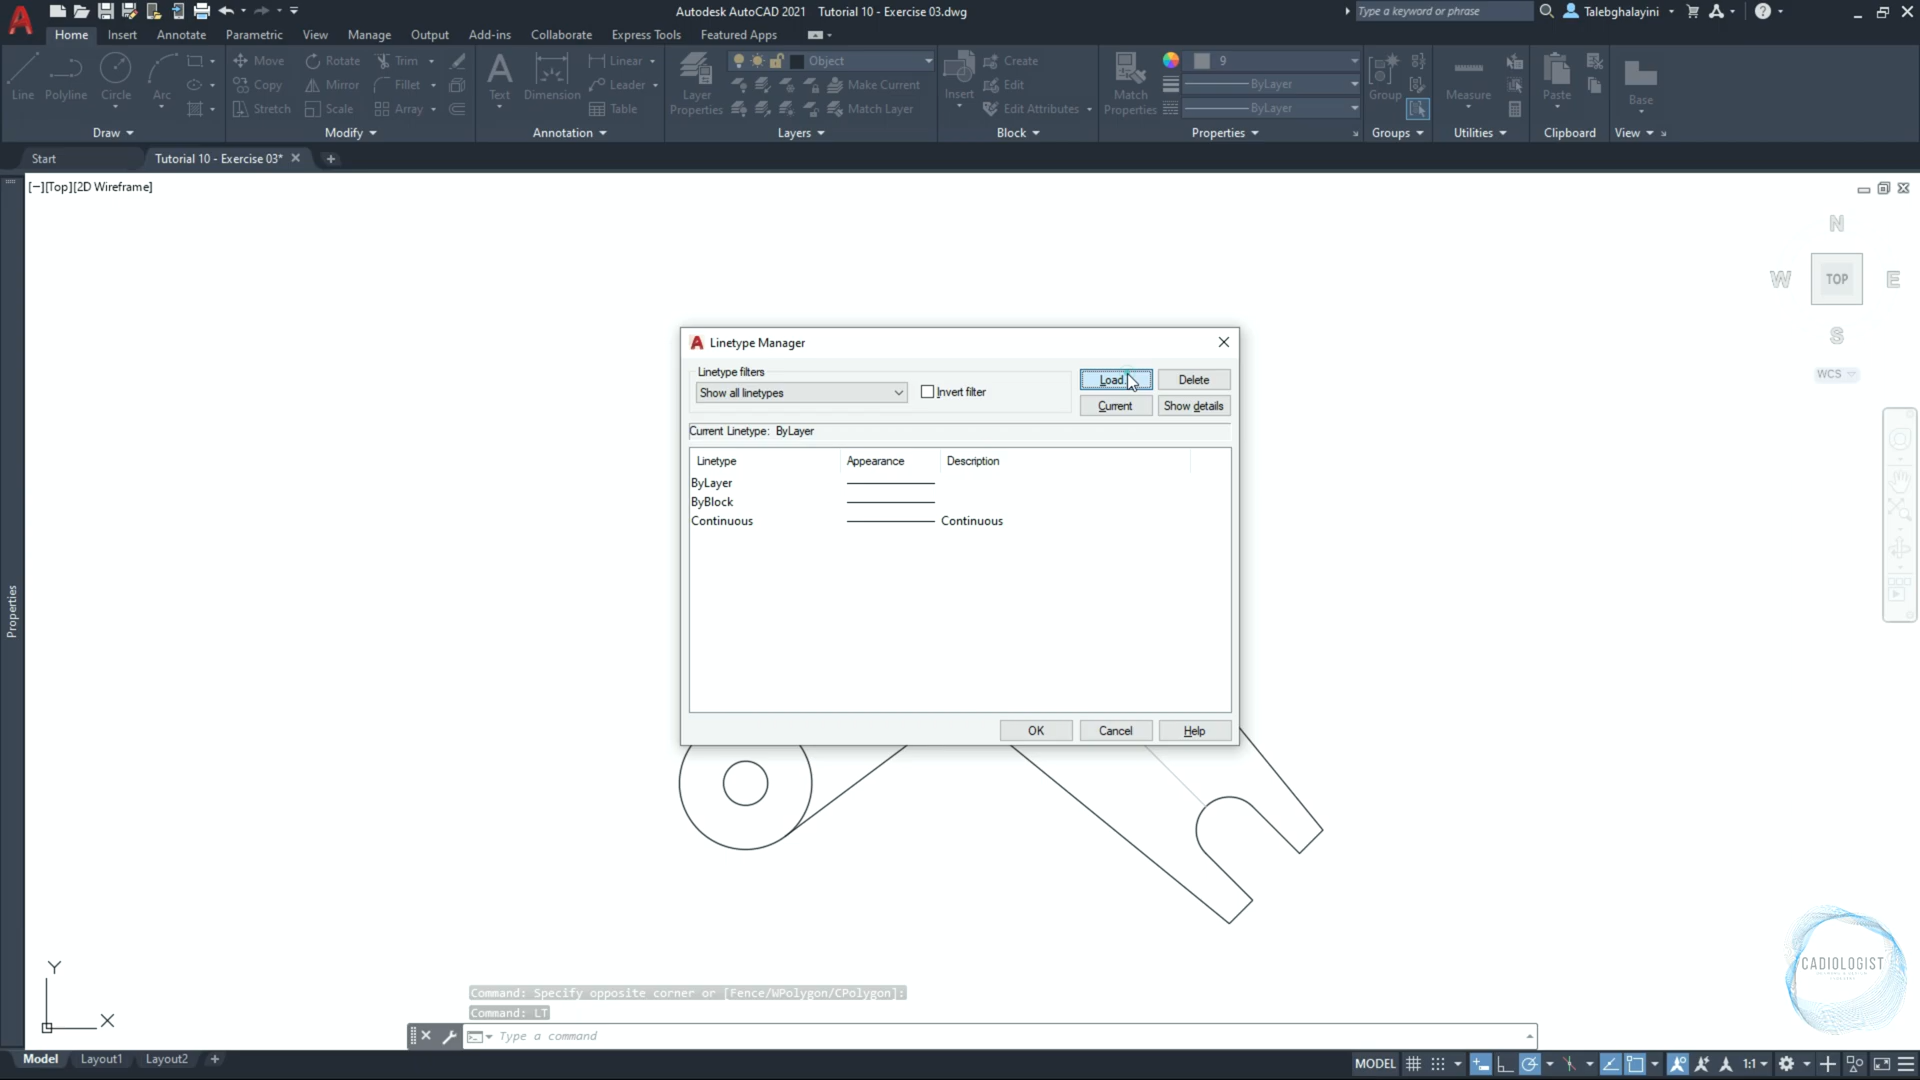 Autodesk AutoCAD 2021 Tutorial 10 - Exercise 03.dwg
Type a keyword or phrase
Talebghalayini
Home Insert Annotate Parametric View Manage Output Add-ins Collaborate Express Tools Featured Apps
Line Polyline Circle Arc
Move Rotate Trim
Copy Mirror Fillet
Stretch Scale Array
Text Dimension
Linear
Leader
Table
Layer Properties
Object
Make Current
Match Layer
Insert
Create
Edit
Edit Attributes
Match Properties
9
ByLayer
ByLayer
Group
Measure
Paste
Base
Draw Modify Annotation Layers Block Properties Groups Utilities Clipboard View
Start Tutorial 10 - Exercise 03*
[−][Top][2D Wireframe]
N
W TOP E
S
WCS
Properties
Linetype Manager
Linetype filters
Show all linetypes
Invert filter
Load... Delete
Current Show details
Current Linetype: ByLayer
Linetype Appearance Description
ByLayer
ByBlock
Continuous Continuous
OK Cancel Help
CADIOLOGIST
Y
X
Command: Specify opposite corner or [Fence/WPolygon/CPolygon]:
Command: LT
Type a command
Model Layout1 Layout2
MODEL 1:1